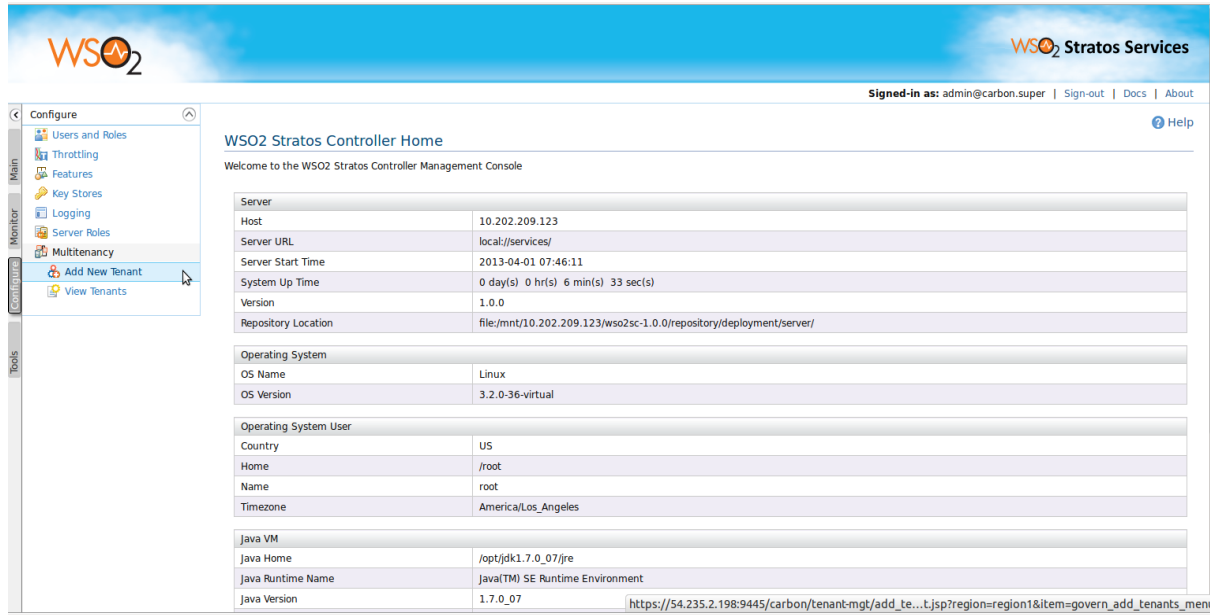 WSO2
WSO2 Stratos Services
Signed-in as: admin@carbon.super | Sign-out | Docs | About
Configure
Users and Roles
Throttling
Features
Key Stores
Logging
Server Roles
Multitenancy
Add New Tenant
View Tenants
Main
Monitor
Configure
Tools
Help
WSO2 Stratos Controller Home
Welcome to the WSO2 Stratos Controller Management Console
Server
Host 10.202.209.123
Server URL local://services/
Server Start Time 2013-04-01 07:46:11
System Up Time 0 day(s) 0 hr(s) 6 min(s) 33 sec(s)
Version 1.0.0
Repository Location file:/mnt/10.202.209.123/wso2sc-1.0.0/repository/deployment/server/
Operating System
OS Name Linux
OS Version 3.2.0-36-virtual
Operating System User
Country US
Home /root
Name root
Timezone America/Los_Angeles
Java VM
Java Home /opt/jdk1.7.0_07/jre
Java Runtime Name Java(TM) SE Runtime Environment
Java Version 1.7.0_07
https://54.235.2.198:9445/carbon/tenant-mgt/add_te...t.jsp?region=region1&item=govern_add_tenants_menu